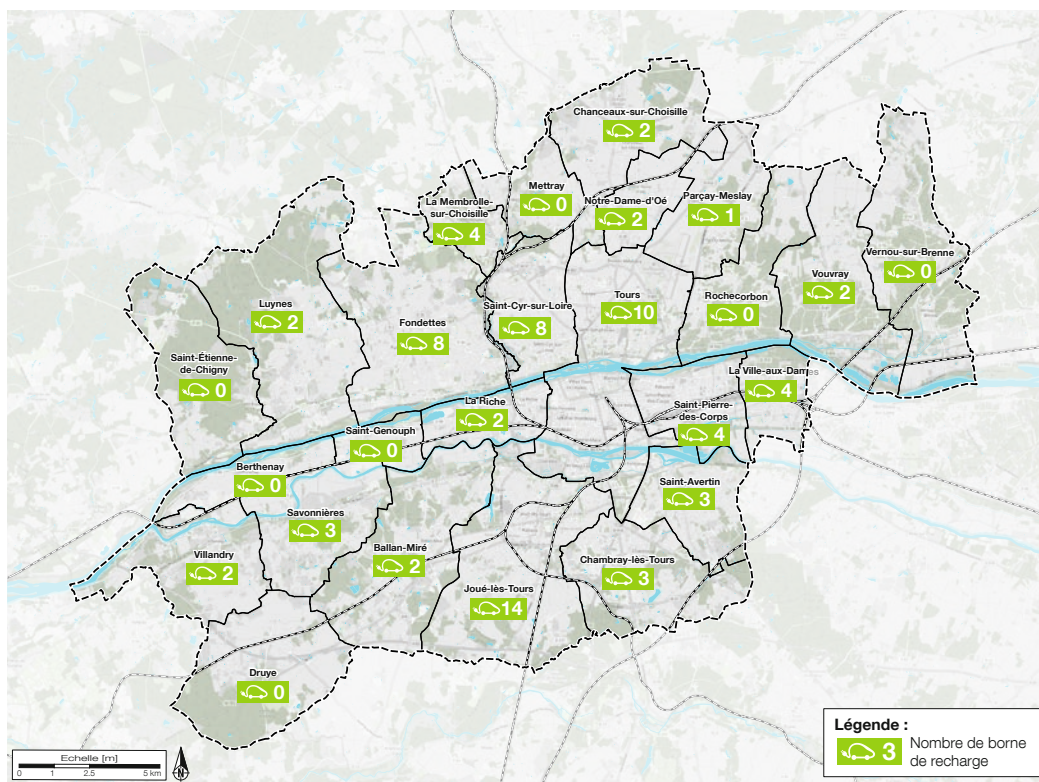 Chanceaux-sur-Choisille
2
Mettray
0
Notre-Dame-d'Oé
2
Parçay-Meslay
1
La Membrolle-
sur-Choisille
4
Vernou-sur-Brenne
0
Vouvray
2
Luynes
2
Fondettes
8
Saint-Cyr-sur-Loire
8
Tours
10
Rochecorbon
0
Saint-Étienne-
de-Chigny
0
La Ville-aux-Dames
4
La Riche
2
Saint-Pierre-
des-Corps
4
Saint-Genouph
0
Berthenay
0
Saint-Avertin
3
Savonnières
3
Villandry
2
Ballan-Miré
2
Chambray-lès-Tours
3
Joué-lès-Tours
14
Druye
0
Légende :
3 Nombre de borne
de recharge
Echelle [m]
0 1 2.5 5 km
N